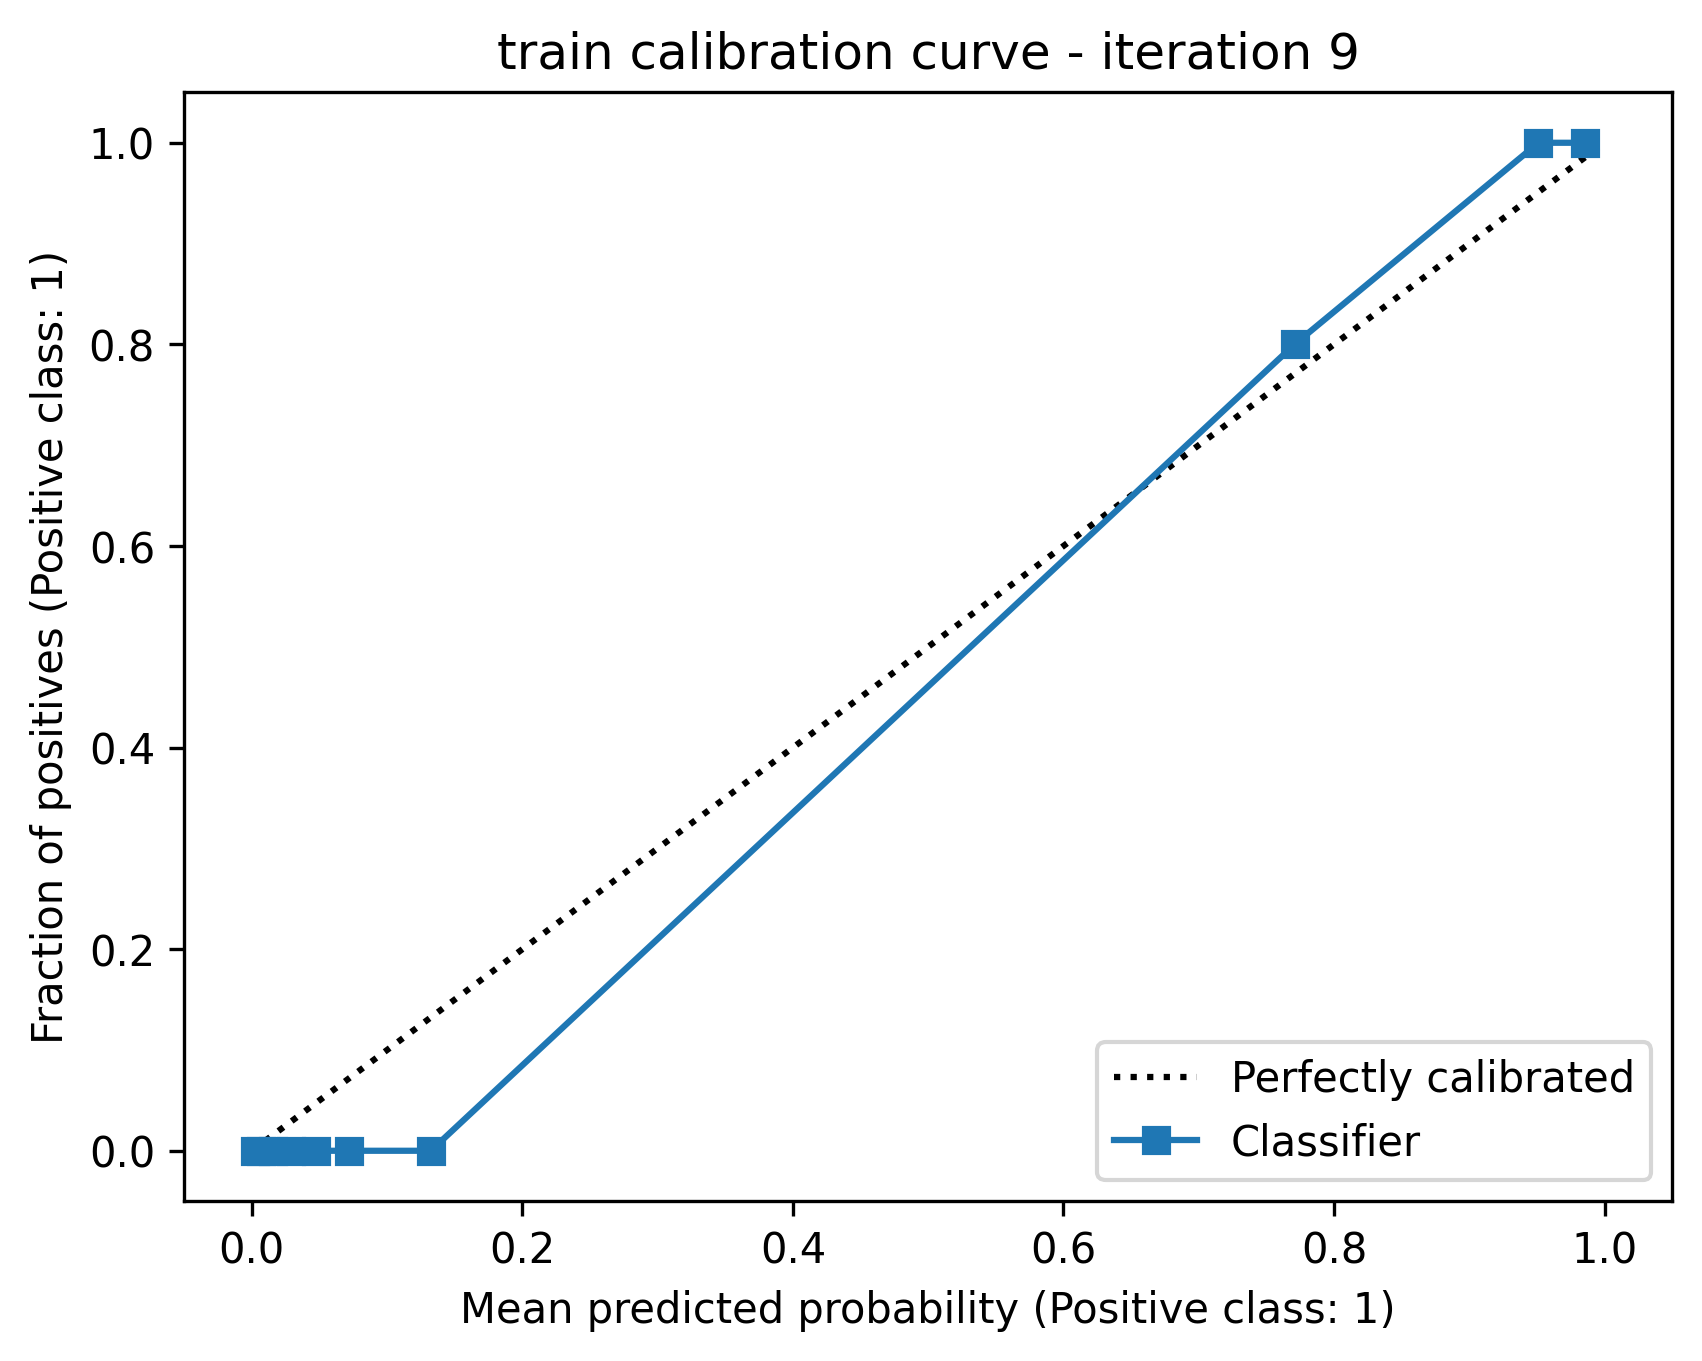 train calibration curve - iteration 9
Fraction of positives (Positive class: 1)
1.0
0.8
0.6
0.4
0.2
0.0
Perfectly calibrated
Classifier
0.0 0.2 0.4 0.6 0.8 1.0
Mean predicted probability (Positive class: 1)